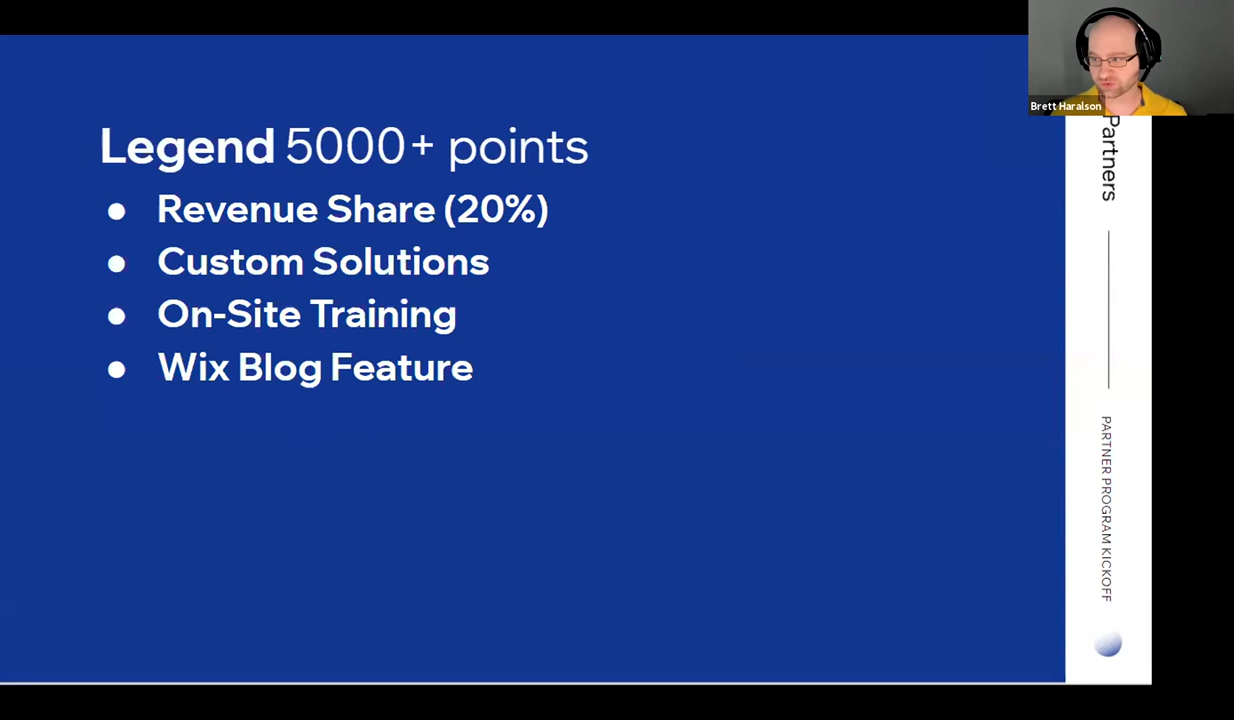 Legend 5000+ points
● Revenue Share (20%)
● Custom Solutions
● On-Site Training
● Wix Blog Feature
Brett Haralson
Partners
PARTNER PROGRAM KICKOFF